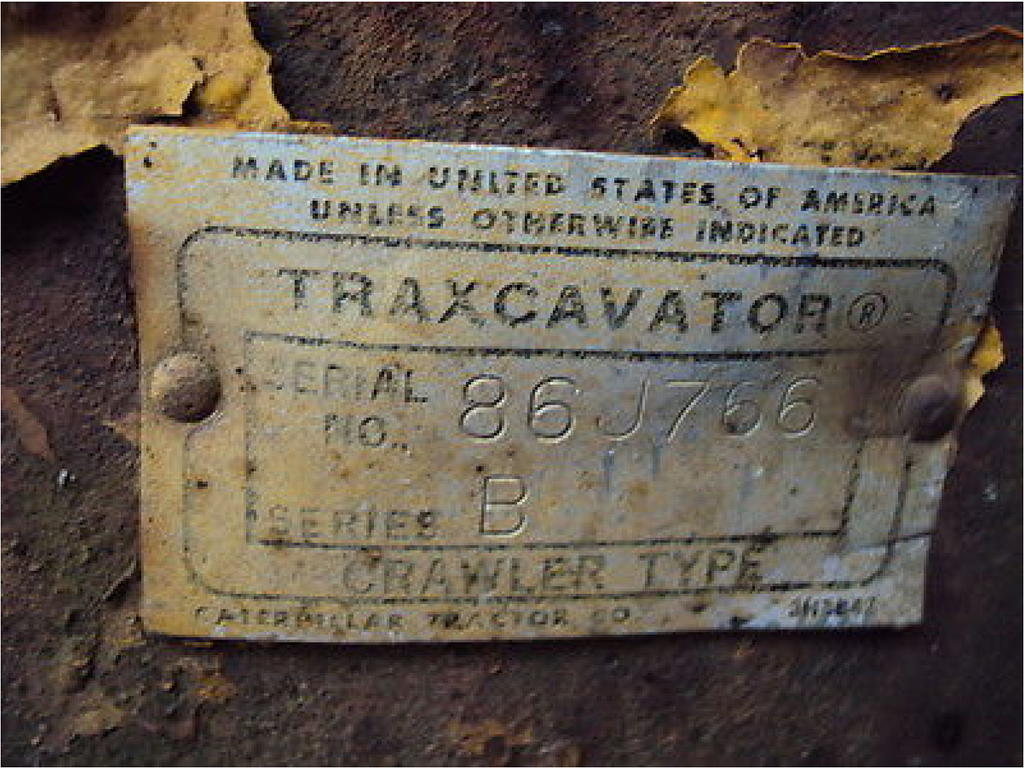 MADE IN UNITED STATES OF AMERICA
UNLESS OTHERWISE INDICATED
TRAXCAVATOR®
SERIAL NO. 86J766
SERIES B
CRAWLER TYPE
CATERPILLAR TRACTOR CO.